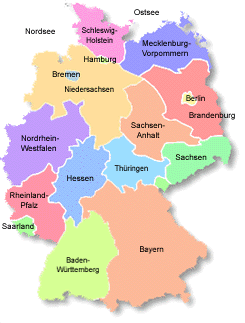 Ostsee
Nordsee
Schleswig-
Holstein
Mecklenburg-
Vorpommern
Hamburg
Bremen
Niedersachsen
Berlin
Brandenburg
Sachsen-
Anhalt
Nordrhein-
Westfalen
Sachsen
Thüringen
Hessen
Rheinland-
Pfalz
Saarland
Bayern
Baden-
Württemberg